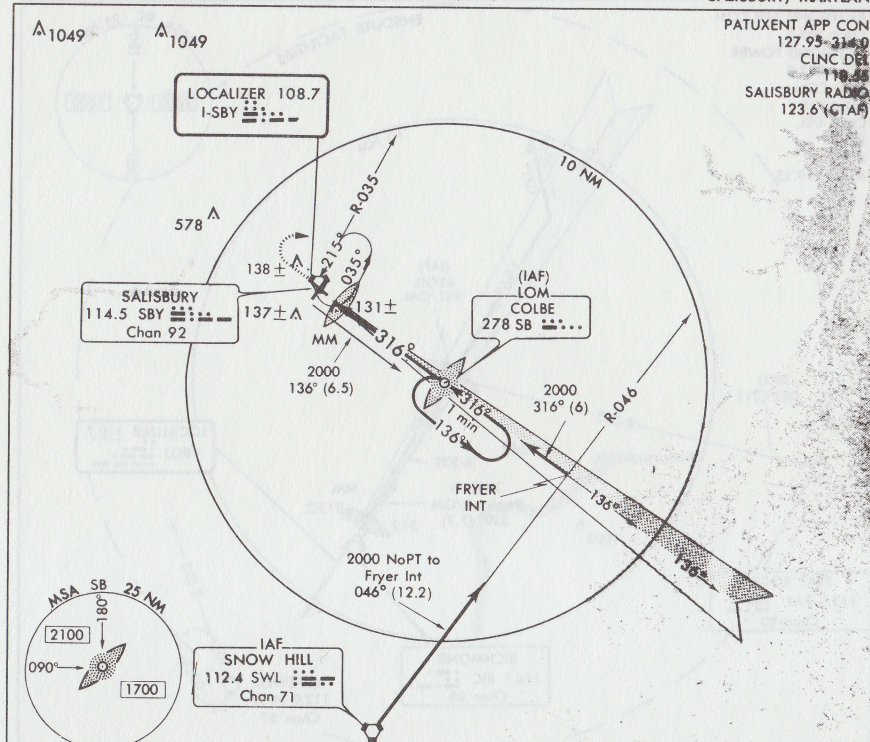 PATUXENT APP CON
127.95 314.0
CLNC DEL
118.55
SALISBURY RADIO
123.6 (CTAF)
1049
1049
LOCALIZER 108.7
I-SBY
10 NM
R-035
578
215°
035°
138 ±
(IAF)
LOM
COLBE
278 SB
SALISBURY
114.5 SBY
Chan 92
137 ±
131 ±
MM
316°
2000
136° (6.5)
2000
316° (6)
R-046
316°
1 min
136°
FRYER
INT
136°
136°
2000 NoPT to
Fryer Int
046° (12.2)
MSA SB 25 NM
180°
2100
090°
1700
IAF
SNOW HILL
112.4 SWL
Chan 71